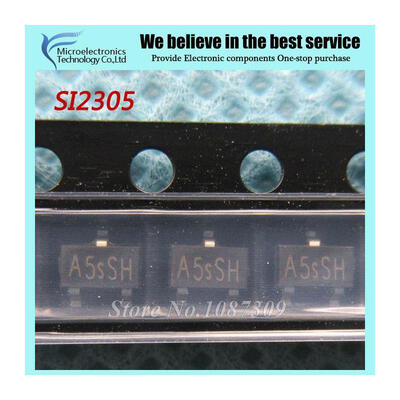 Microelectronics
Technology Co,.Ltd
We believe in the best service
Provide Electronic components One-stop purchase
SI2305
A5sSH A5sSH A5sSH
Store No.1087309